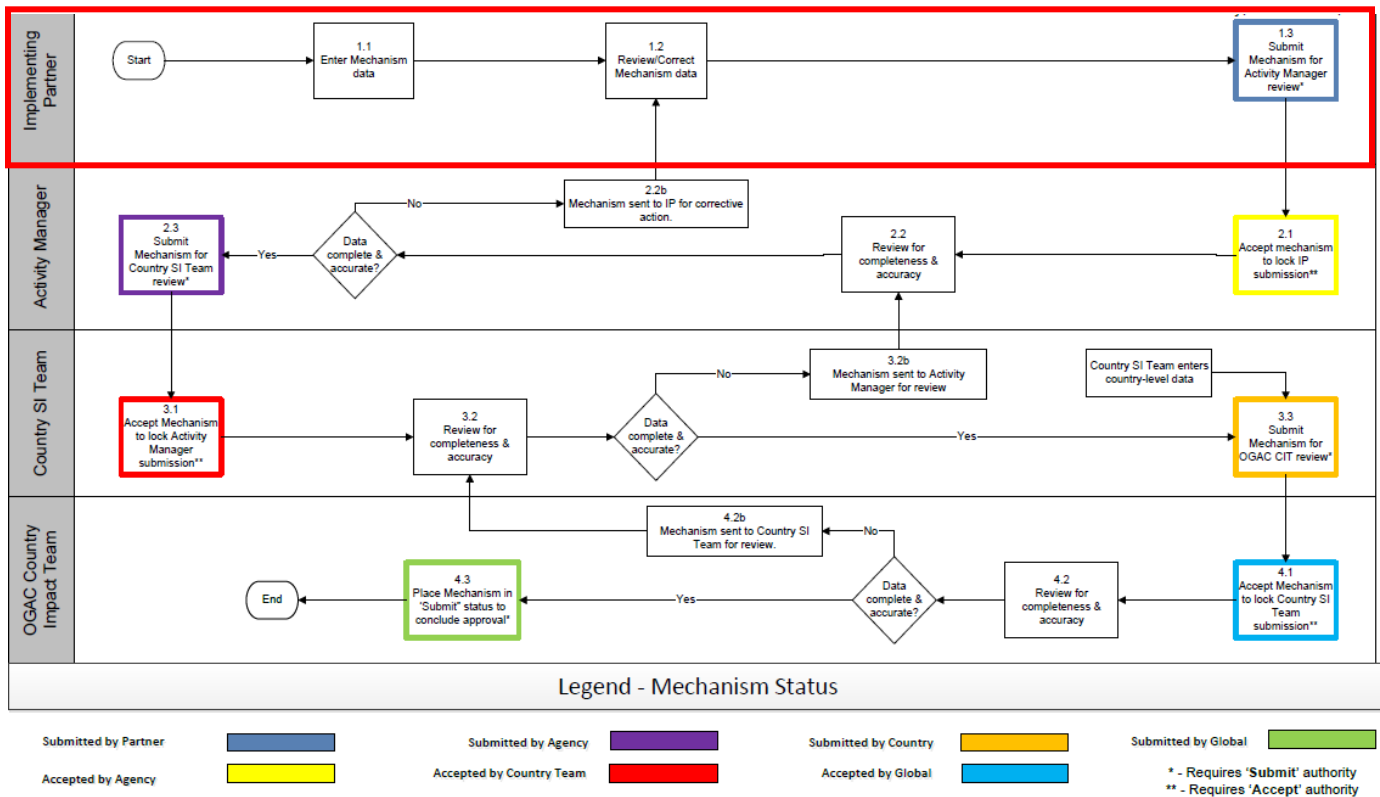 Implementing
Partner
Start
1.1
Enter Mechanism
data
1.2
Review/Correct
Mechanism data
1.3
Submit
Mechanism for
Activity Manager
review*
Activity Manager
2.3
Submit
Mechanism for
Country SI Team
review*
Yes
Data
complete &
accurate?
No
2.2b
Mechanism sent to IP for corrective
action.
2.2
Review for
completeness &
accuracy
2.1
Accept mechanism
to lock IP
submission**
Country SI Team
3.1
Accept Mechanism
to lock Activity
Manager
submission**
3.2
Review for
completeness &
accuracy
Data
complete &
accurate?
No
3.2b
Mechanism sent to Activity
Manager for review
Yes
Country SI Team enters
country-level data
3.3
Submit
Mechanism for
OGAC CIT review*
OGAC Country
Impact Team
End
4.3
Place Mechanism in
"Submit" status to
conclude approval*
Yes
4.2b
Mechanism sent to Country SI
Team for review.
No
Data
complete &
accurate?
4.2
Review for
completeness &
accuracy
4.1
Accept Mechanism
to lock Country SI
Team
submission**
Legend - Mechanism Status
Submitted by Partner
Submitted by Agency
Submitted by Country
Submitted by Global
Accepted by Agency
Accepted by Country Team
Accepted by Global
* - Requires 'Submit' authority
** - Requires 'Accept' authority